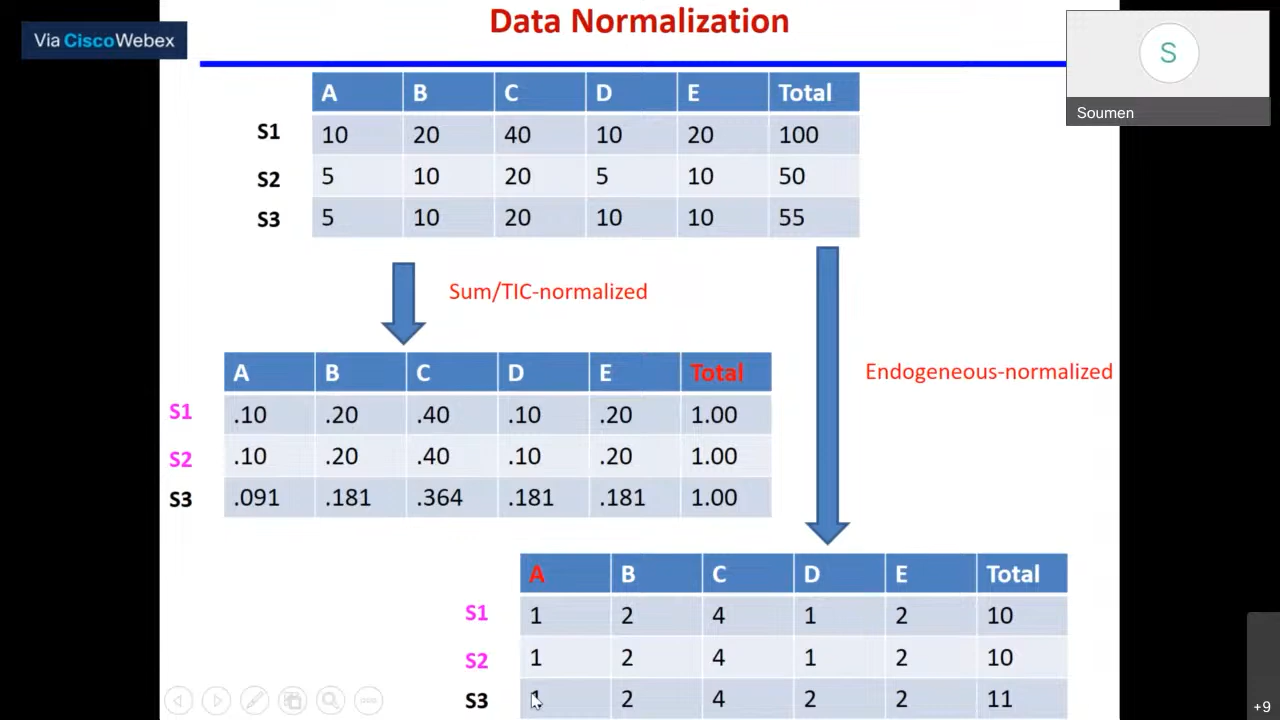 Data Normalization
Via CiscoWebex
S
Soumen
A B C D E Total
S1 10 20 40 10 20 100
S2 5 10 20 5 10 50
S3 5 10 20 10 10 55
Sum/TIC-normalized
Endogeneous-normalized
A B C D E Total
S1 .10 .20 .40 .10 .20 1.00
S2 .10 .20 .40 .10 .20 1.00
S3 .091 .181 .364 .181 .181 1.00
A B C D E Total
S1 1 2 4 1 2 10
S2 1 2 4 1 2 10
S3 1 2 4 2 2 11
+9